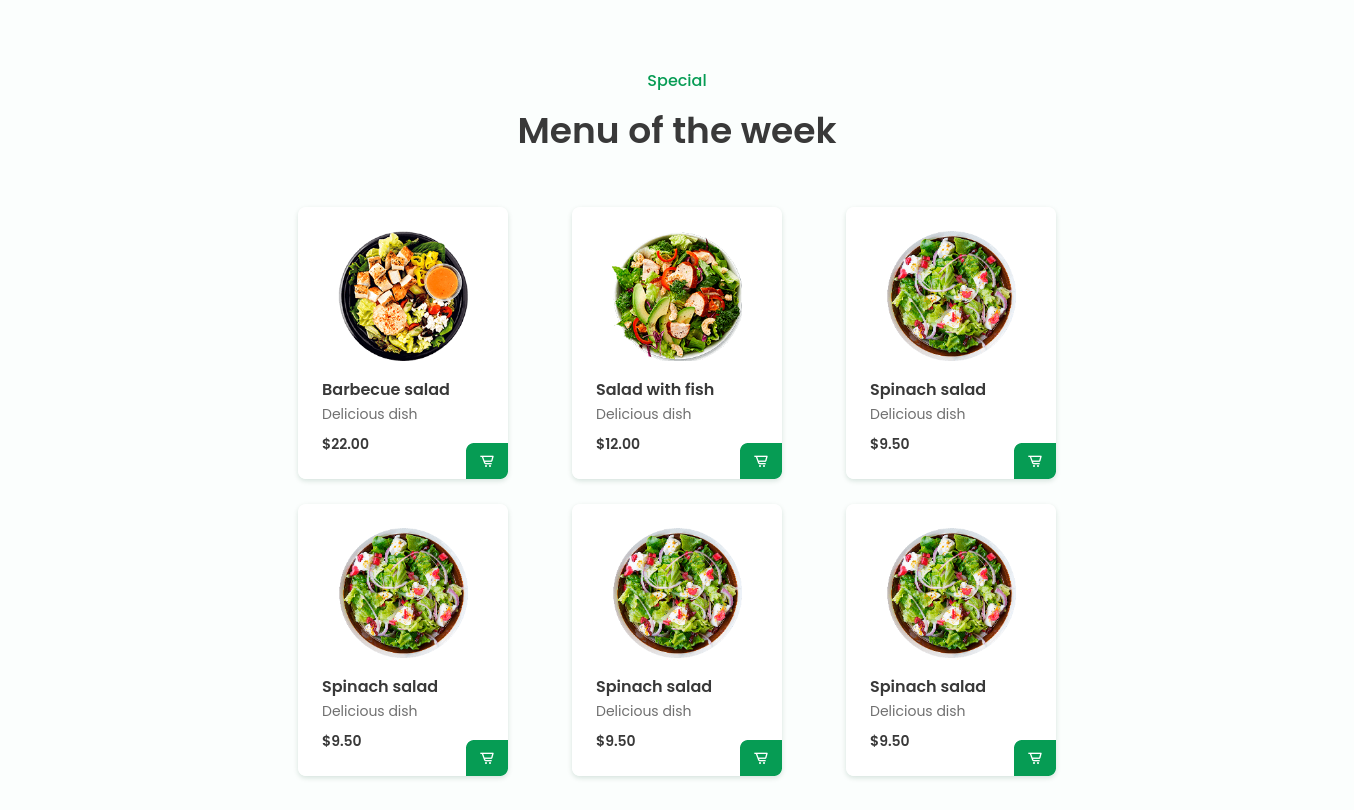 Special
Menu of the week
Barbecue salad
Delicious dish
$22.00
Salad with fish
Delicious dish
$12.00
Spinach salad
Delicious dish
$9.50
Spinach salad
Delicious dish
$9.50
Spinach salad
Delicious dish
$9.50
Spinach salad
Delicious dish
$9.50